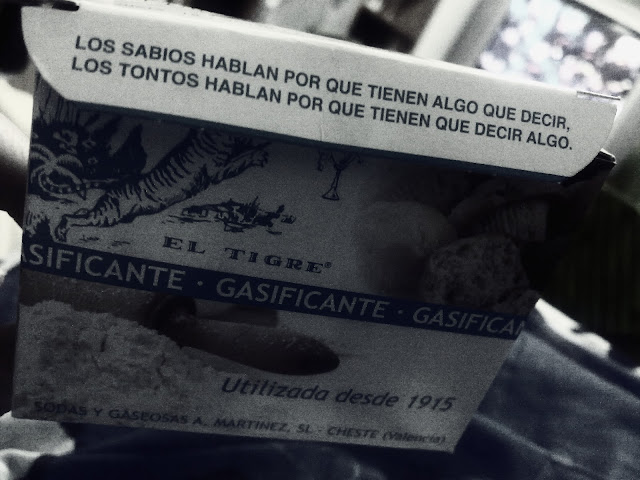 LOS SABIOS HABLAN POR QUE TIENEN ALGO QUE DECIR,
LOS TONTOS HABLAN POR QUE TIENEN QUE DECIR ALGO.
EL TIGRE®
SIFICANTE · GASIFICANTE · GASIFICAN
Utilizada desde 1915
SODAS Y GASEOSAS A. MARTINEZ, SL - CHESTE (Valencia)